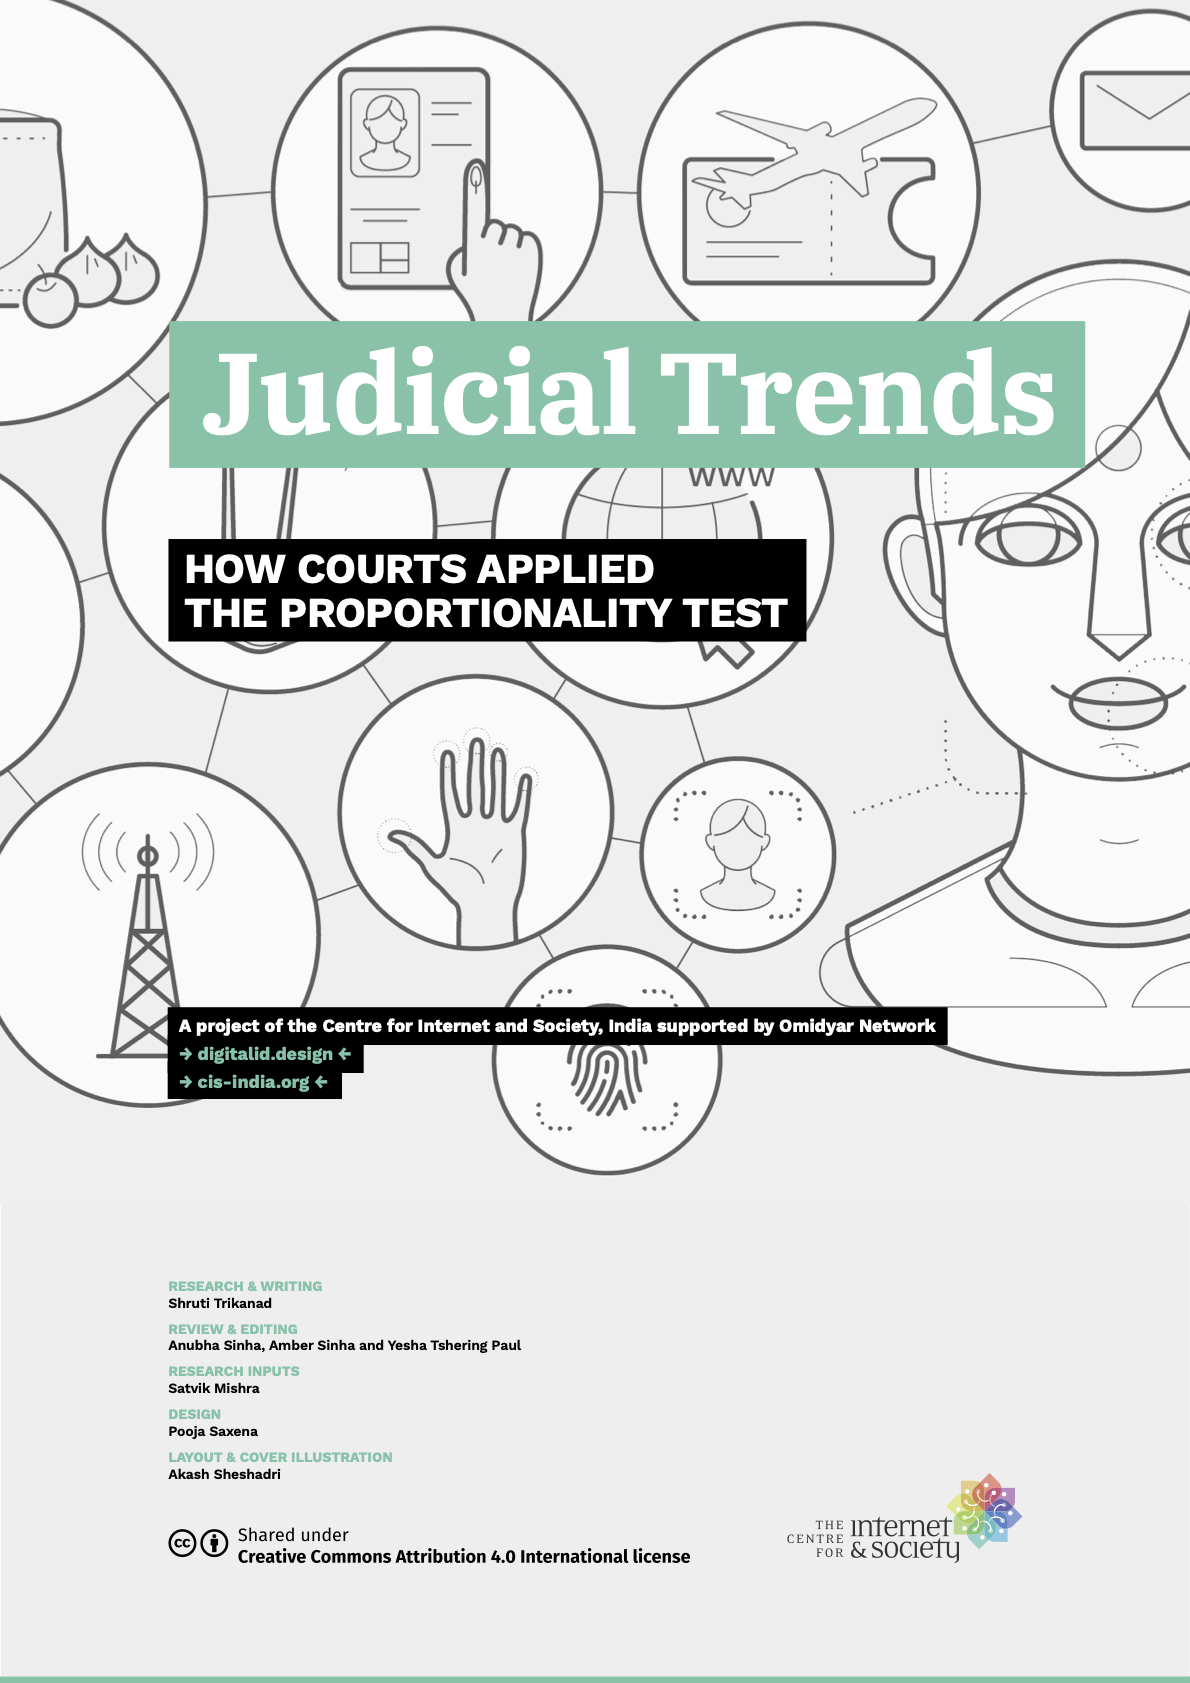 Judicial Trends
WWW
HOW COURTS APPLIED
THE PROPORTIONALITY TEST
A project of the Centre for Internet and Society, India supported by Omidyar Network
→ digitalid.design ←
→ cis-india.org ←
RESEARCH & WRITING
Shruti Trikanad
REVIEW & EDITING
Anubha Sinha, Amber Sinha and Yesha Tshering Paul
RESEARCH INPUTS
Satvik Mishra
DESIGN
Pooja Saxena
LAYOUT & COVER ILLUSTRATION
Akash Sheshadri
cc
Shared under
Creative Commons Attribution 4.0 International license
THE
CENTRE
FOR
internet
& society